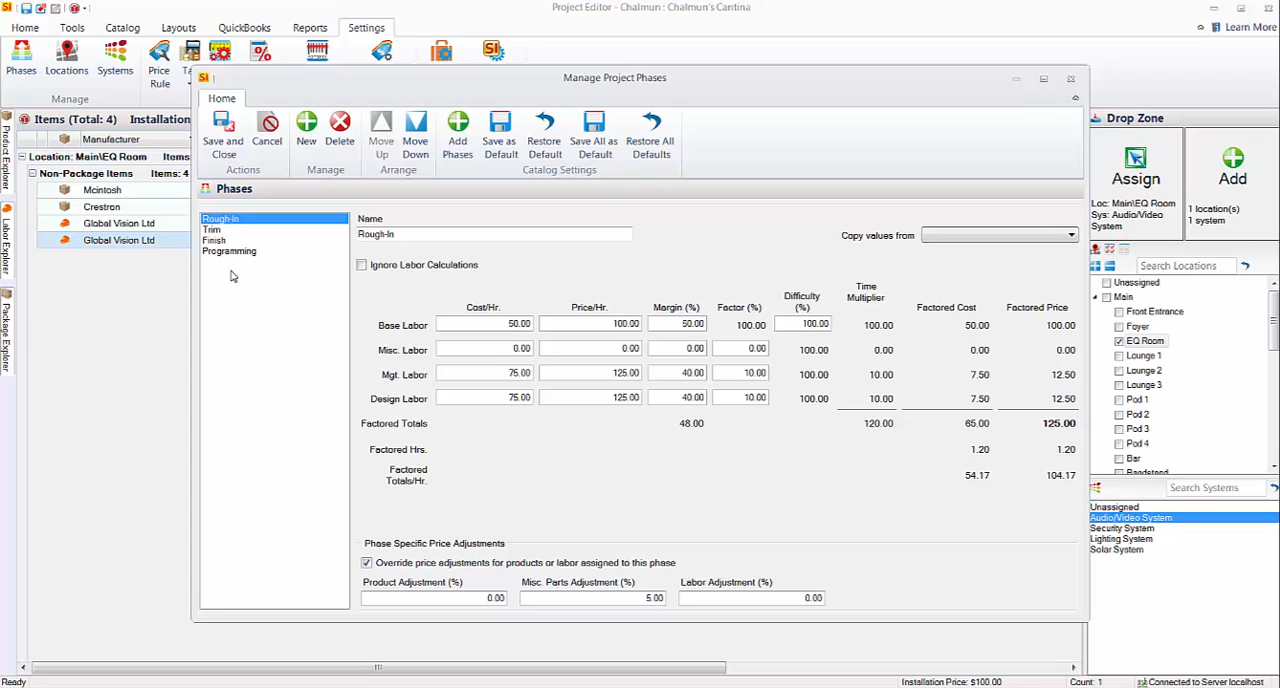 Project Editor - Chalmun : Chalmun's Cantina
Home Tools Catalog Layouts QuickBooks Reports Settings
Learn More
Phases Locations Systems Price Rule
Manage
Items (Total: 4) Installation
Manufacturer
Location: Main\EQ Room Items:
Non-Package Items Items: 4
Mcintosh
Crestron
Global Vision Ltd
Global Vision Ltd
Product Explorer
Labor Explorer
Package Explorer
SI
Manage Project Phases
Home
Save and Close Cancel New Delete Move Up Move Down Add Phases Save as Default Restore Default Save All as Default Restore All Defaults
Actions Manage Arrange Catalog Settings
Phases
Rough-In
Trim
Finish
Programming
Name
Rough-In
Copy values from
Ignore Labor Calculations
Cost/Hr. Price/Hr. Margin (%) Factor (%) Difficulty (%) Time Multiplier Factored Cost Factored Price
Base Labor 50.00 100.00 50.00 100.00 100.00 100.00 50.00 100.00
Misc. Labor 0.00 0.00 0.00 0.00 100.00 0.00 0.00 0.00
Mgt. Labor 75.00 125.00 40.00 10.00 100.00 10.00 7.50 12.50
Design Labor 75.00 125.00 40.00 10.00 100.00 10.00 7.50 12.50
Factored Totals 48.00 120.00 65.00 125.00
Factored Hrs. 1.20 1.20
Factored Totals/Hr. 54.17 104.17
Phase Specific Price Adjustments
Override price adjustments for products or labor assigned to this phase
Product Adjustment (%) Misc. Parts Adjustment (%) Labor Adjustment (%)
0.00 5.00 0.00
Drop Zone
Assign Add
Loc: Main\EQ Room
Sys: Audio/Video System
1 location(s)
1 system
Search Locations
Unassigned
Main
Front Entrance
Foyer
EQ Room
Lounge 1
Lounge 2
Lounge 3
Pod 1
Pod 2
Pod 3
Pod 4
Bar
Bandstand
Search Systems
Unassigned
Audio/Video System
Security System
Lighting System
Solar System
Ready Installation Price: $100.00 Count: 1 Connected to Server localhost